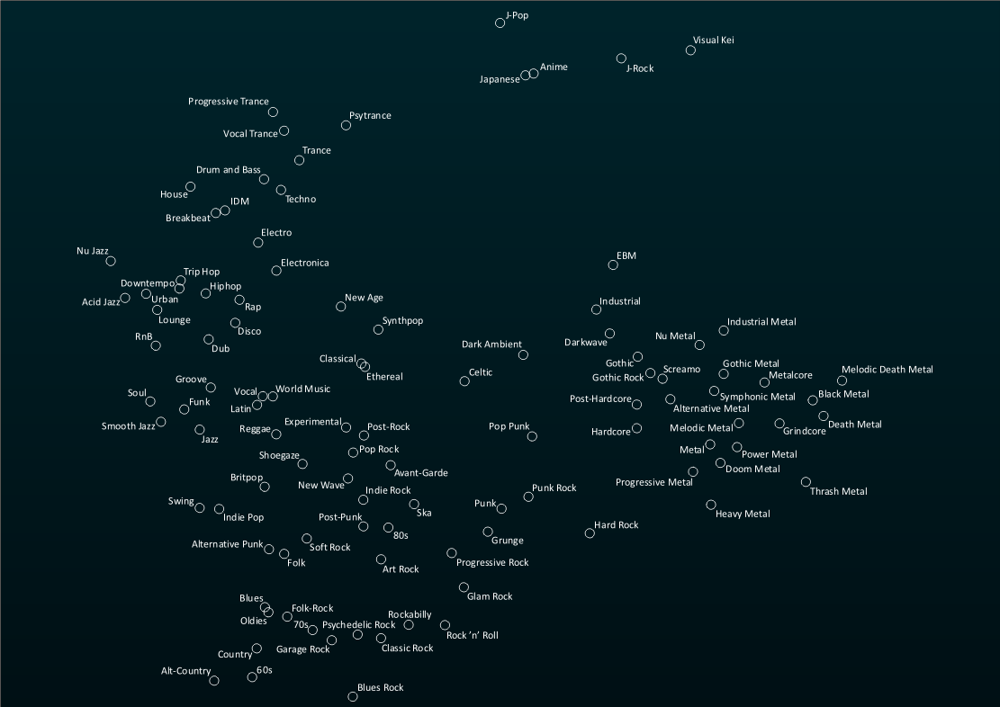 J-Pop
Visual Kei
J-Rock
Anime
Japanese
Progressive Trance
Psytrance
Vocal Trance
Trance
Drum and Bass
House
Techno
IDM
Breakbeat
Electro
Nu Jazz
EBM
Electronica
Trip Hop
Downtempo
Hiphop
Urban
Acid Jazz
Rap
New Age
Industrial
Lounge
Synthpop
Industrial Metal
Disco
RnB
Dub
Dark Ambient
Darkwave
Nu Metal
Classical
Ethereal
Celtic
Gothic
Gothic Metal
Screamo
Gothic Rock
Metalcore
Melodic Death Metal
Groove
Vocal
World Music
Soul
Funk
Latin
Post-Hardcore
Symphonic Metal
Black Metal
Alternative Metal
Smooth Jazz
Jazz
Reggae
Experimental
Post-Rock
Pop Punk
Hardcore
Melodic Metal
Grindcore
Death Metal
Pop Rock
Metal
Power Metal
Shoegaze
Avant-Garde
Doom Metal
Britpop
New Wave
Progressive Metal
Thrash Metal
Indie Rock
Punk Rock
Swing
Indie Pop
Ska
Punk
Heavy Metal
Post-Punk
80s
Grunge
Hard Rock
Alternative Punk
Soft Rock
Folk
Art Rock
Progressive Rock
Glam Rock
Blues
Oldies
Folk-Rock
Rockabilly
70s
Psychedelic Rock
Rock ’n’ Roll
Garage Rock
Classic Rock
Country
Alt-Country
60s
Blues Rock